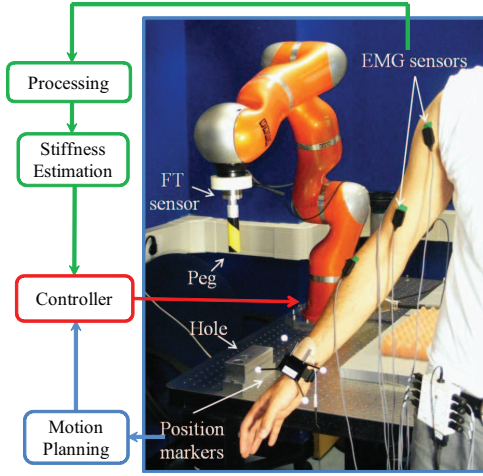 Processing
Stiffness
Estimation
Controller
Motion
Planning
EMG sensors
FT
sensor
Peg
Hole
Position
markers